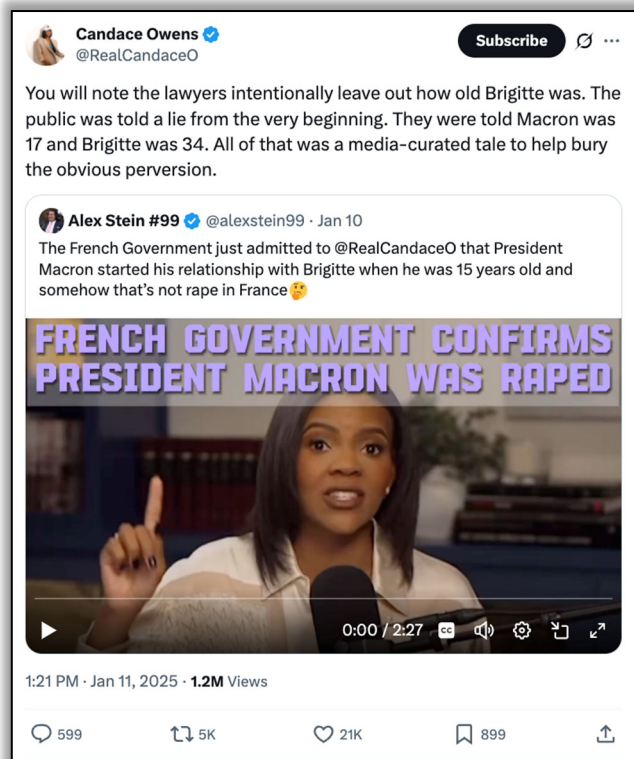 Candace Owens
@RealCandaceO
Subscribe
You will note the lawyers intentionally leave out how old Brigitte was. The
public was told a lie from the very beginning. They were told Macron was
17 and Brigitte was 34. All of that was a media-curated tale to help bury
the obvious perversion.
Alex Stein #99 @alexstein99 · Jan 10
The French Government just admitted to @RealCandaceO that President
Macron started his relationship with Brigitte when he was 15 years old and
somehow that's not rape in France🤔
FRENCH GOVERNMENT CONFIRMS
PRESIDENT MACRON WAS RAPED
0:00 / 2:27 CC
1:21 PM · Jan 11, 2025 · 1.2M Views
599 5K 21K 899